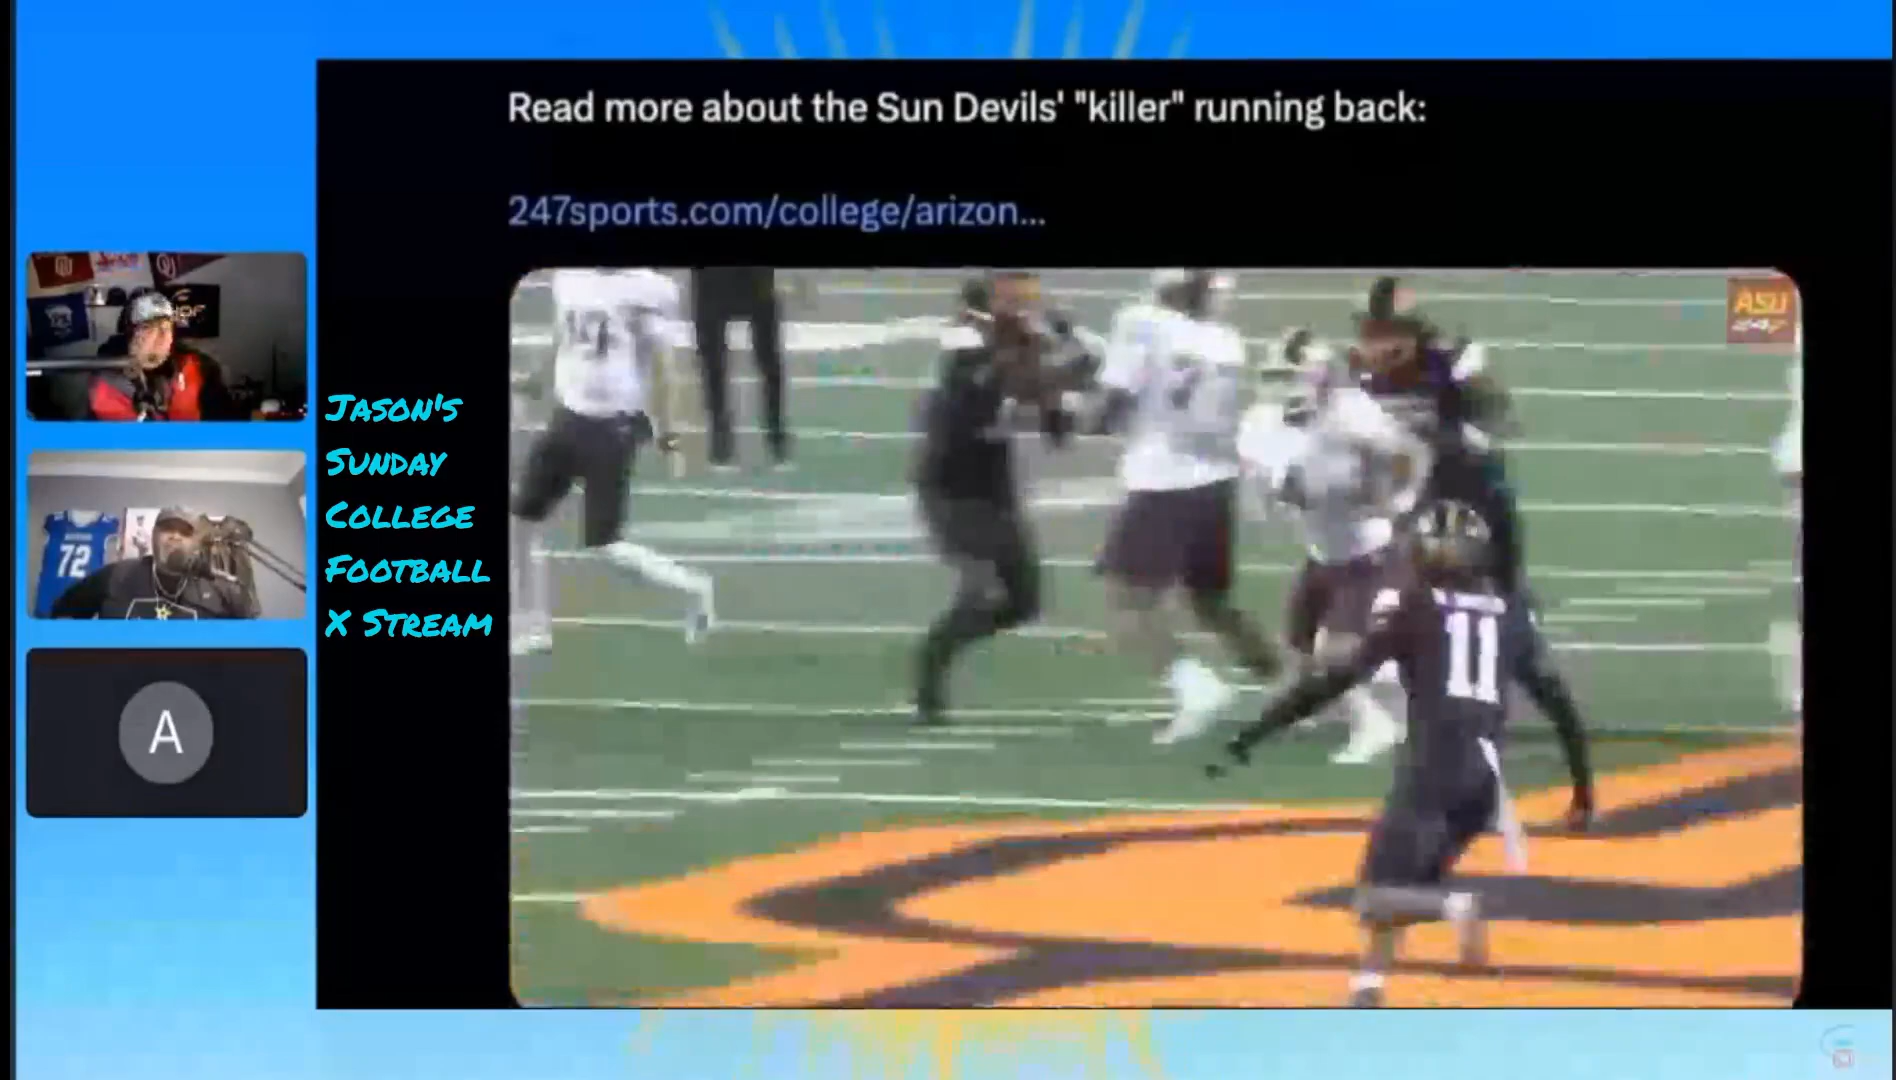 Read more about the Sun Devils' "killer" running back:
247sports.com/college/arizon...
ASU
247
Jason's
Sunday
College
Football
X Stream
72
A
11